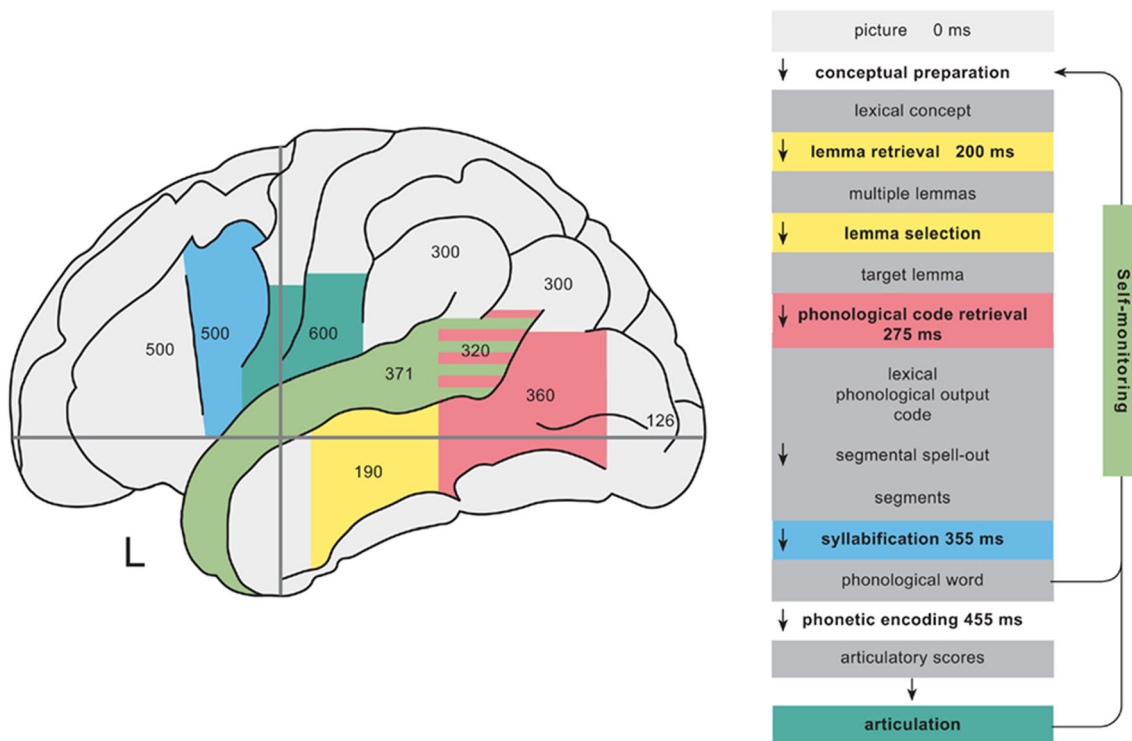 300
300
500
500
600
320
371
360
126
190
L
picture 0 ms
conceptual preparation
lexical concept
lemma retrieval 200 ms
multiple lemmas
lemma selection
target lemma
phonological code retrieval
275 ms
lexical
phonological output
code
segmental spell-out
segments
syllabification 355 ms
phonological word
phonetic encoding 455 ms
articulatory scores
articulation
Self-monitoring